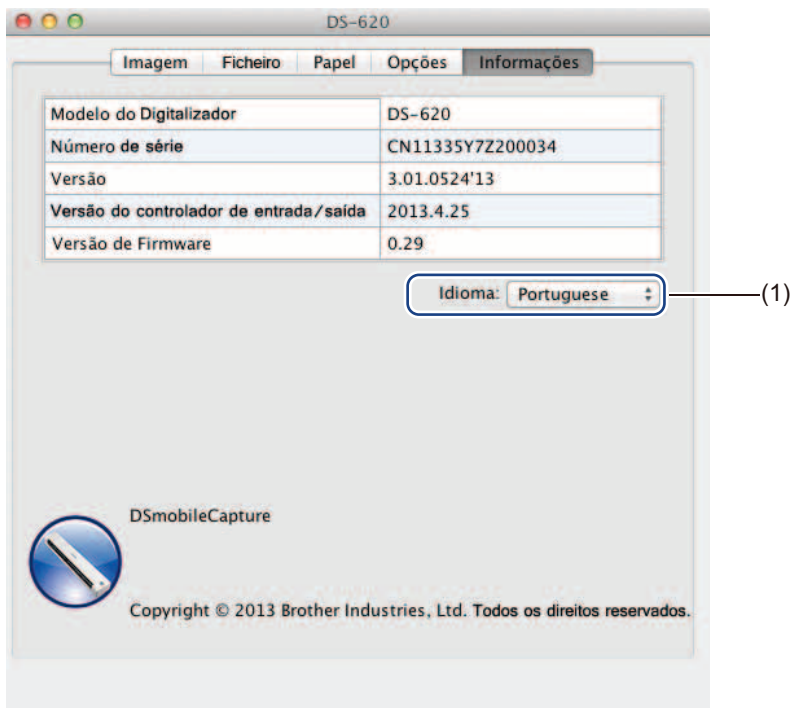 DS-620
Imagem Ficheiro Papel Opções Informações
Modelo do Digitalizador DS-620
Número de série CN11335Y7Z200034
Versão 3.01.0524'13
Versão do controlador de entrada/saída 2013.4.25
Versão de Firmware 0.29
Idioma: Portuguese (1)
DSmobileCapture
Copyright © 2013 Brother Industries, Ltd. Todos os direitos reservados.